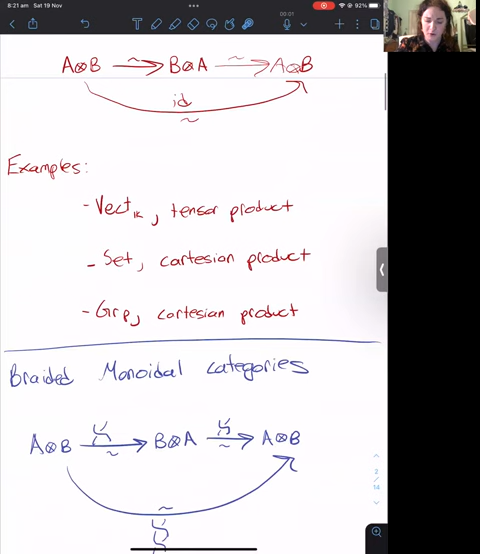 8:21 am Sat 19 Nov
92%
00:01
A⊗B ~→ B⊗A ~→ A⊗B
id
~
Examples:
- Vect_𝕜, tensor product
- Set, cartesian product
- Grp, cartesian product
Braided Monoidal categories
A⊗B ~→ B⊗A ~→ A⊗B
~
2
/
14